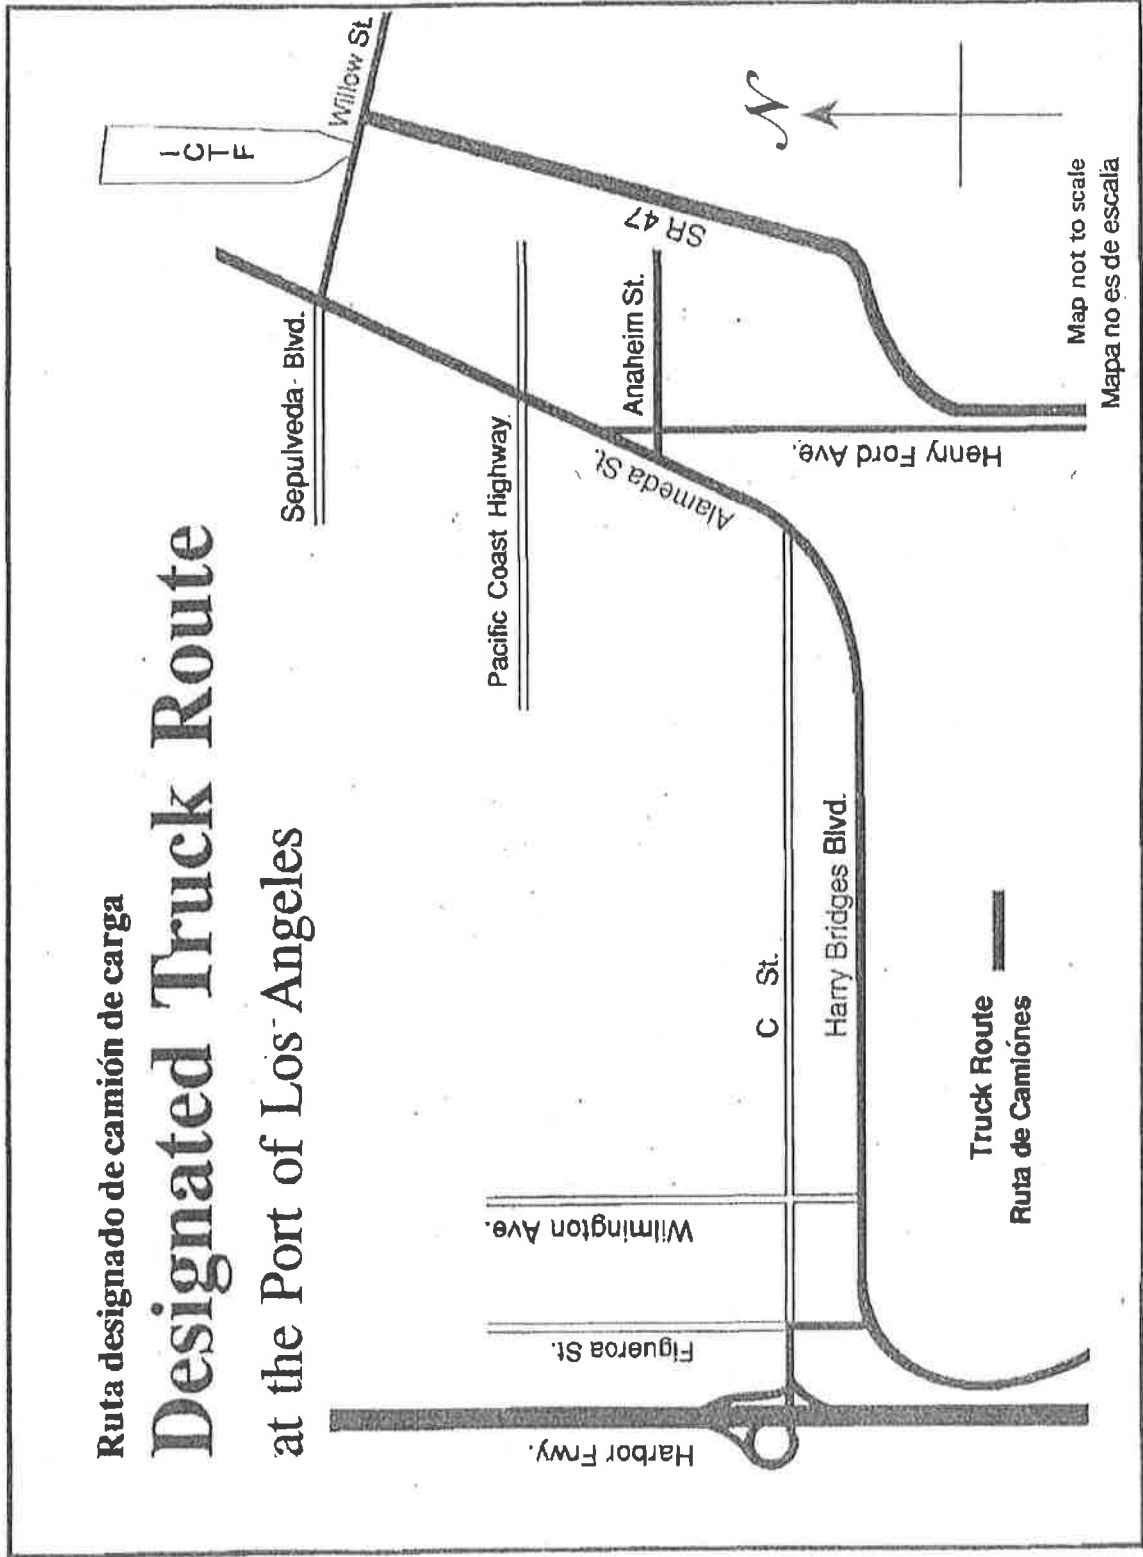 Ruta designado de camión de carga
Designated Truck Route
at the Port of Los Angeles
I
C
T
F
Willow St.
Sepulveda Blvd.
Pacific Coast Highway
SR 47
Anaheim St.
Alameda St.
Henry Ford Ave.
C St.
Harry Bridges Blvd.
Wilmington Ave.
Figueroa St.
Harbor Frwy.
N
Truck Route
Ruta de Camiónes
Map not to scale
Mapa no es de escala